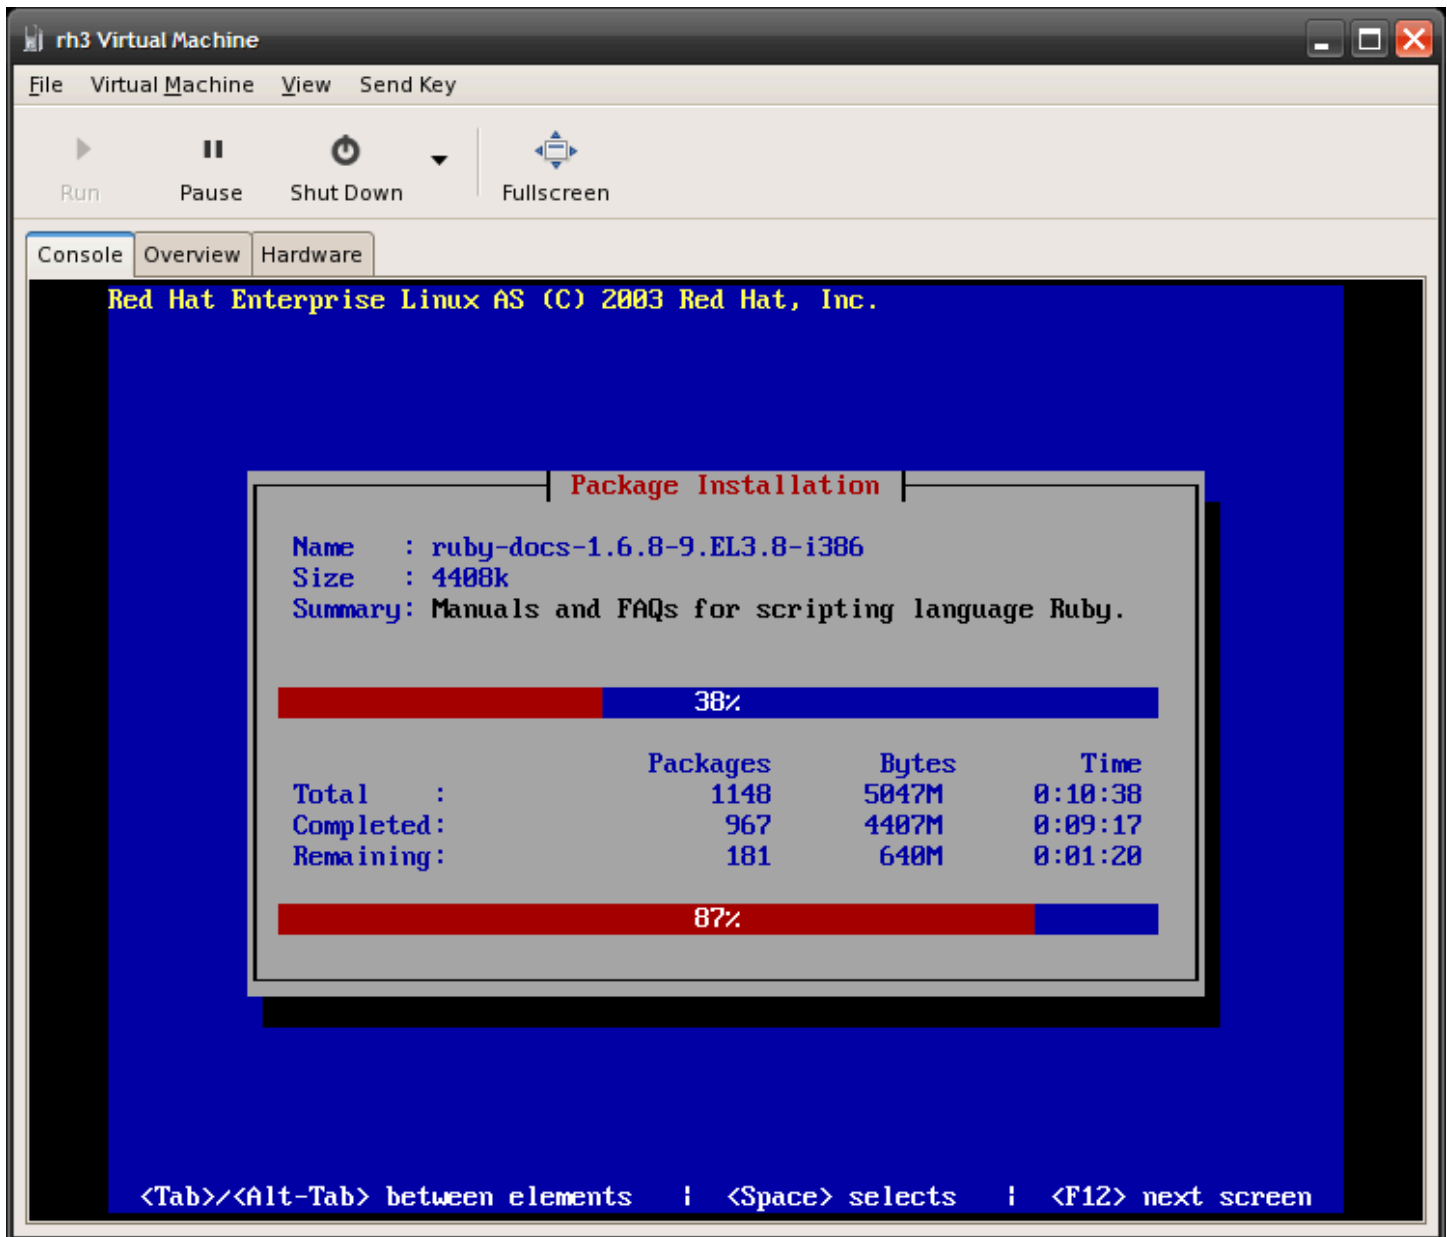 rh3 Virtual Machine
File Virtual Machine View Send Key
Run Pause Shut Down Fullscreen
Console Overview Hardware
Red Hat Enterprise Linux AS (C) 2003 Red Hat, Inc.
Package Installation
Name : ruby-docs-1.6.8-9.EL3.8-i386
Size : 4408k
Summary: Manuals and FAQs for scripting language Ruby.
38%
Packages Bytes Time
Total : 1148 5047M 0:10:38
Completed: 967 4407M 0:09:17
Remaining: 181 640M 0:01:20
87%
<Tab>/<Alt-Tab> between elements | <Space> selects | <F12> next screen